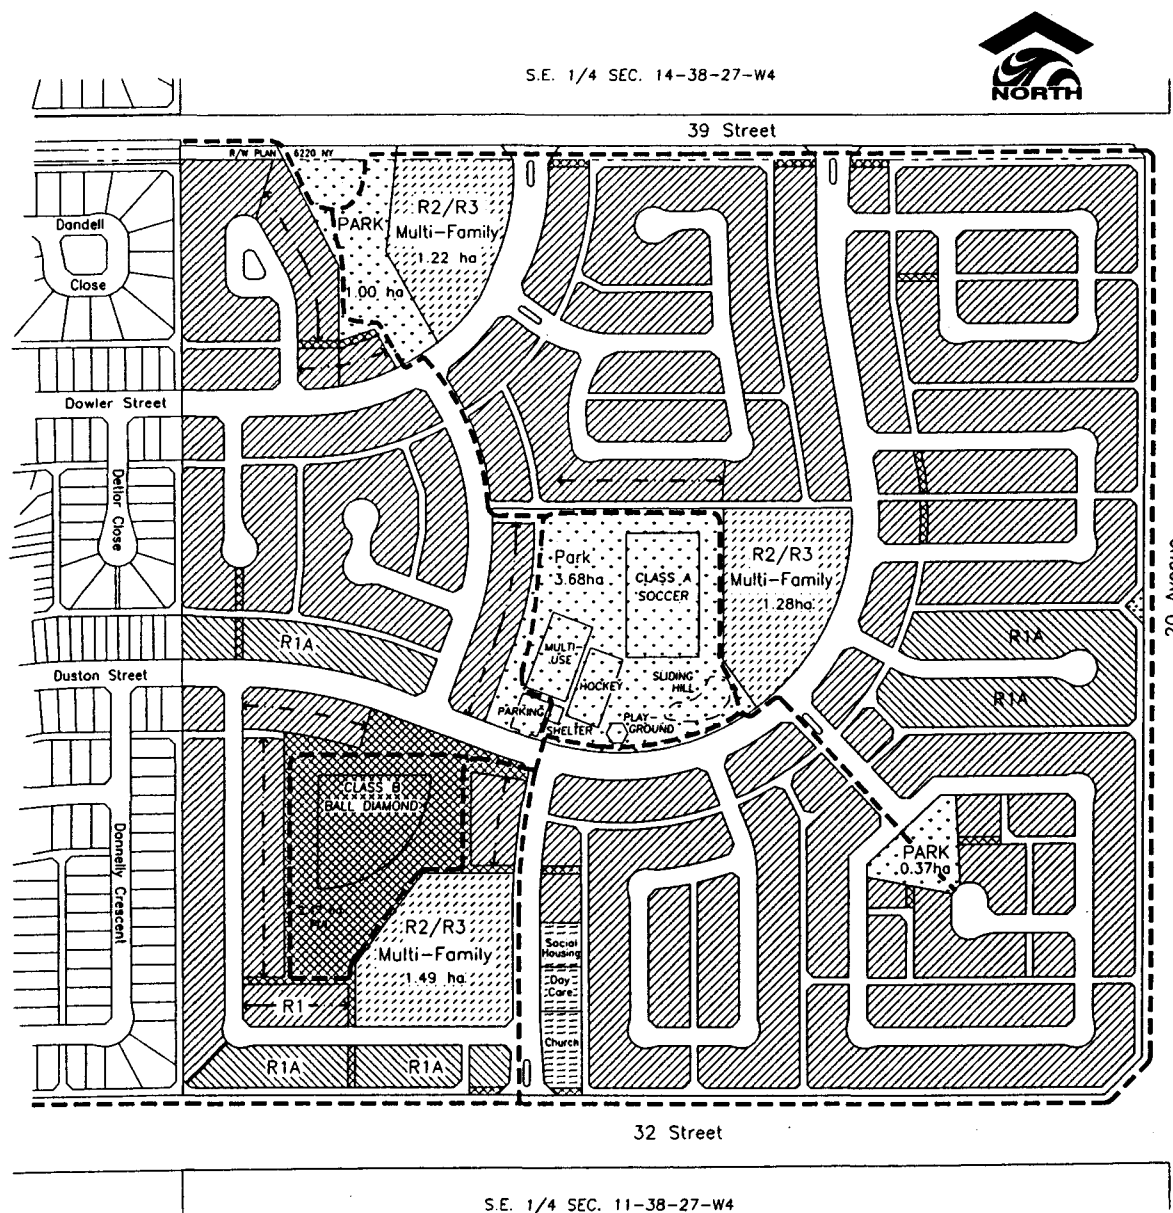 S.E. 1/4 SEC. 14-38-27-W4
NORTH
39 Street
R/W PLAN 6220 NY
R2/R3
Multi-Family
1.22 ha
PARK
1.00 ha
Dandell
Close
Dowler Street
Detlor Close
Park
3.68ha
CLASS A
SOCCER
R2/R3
Multi-Family
1.28ha
20 Avenue
R1A
R1A
R1A
MULTI-
USE
HOCKEY
SLIDING
HILL
Duston Street
PARKING
SHELTER
PLAY-
GROUND
CLASS B
BALL DIAMOND
Donnelly Crescent
PARK
0.37ha
R2/R3
Multi-Family
1.49 ha
Social
Housing
Day
Care
Church
R1
R1A
R1A
32 Street
S.E. 1/4 SEC. 11-38-27-W4